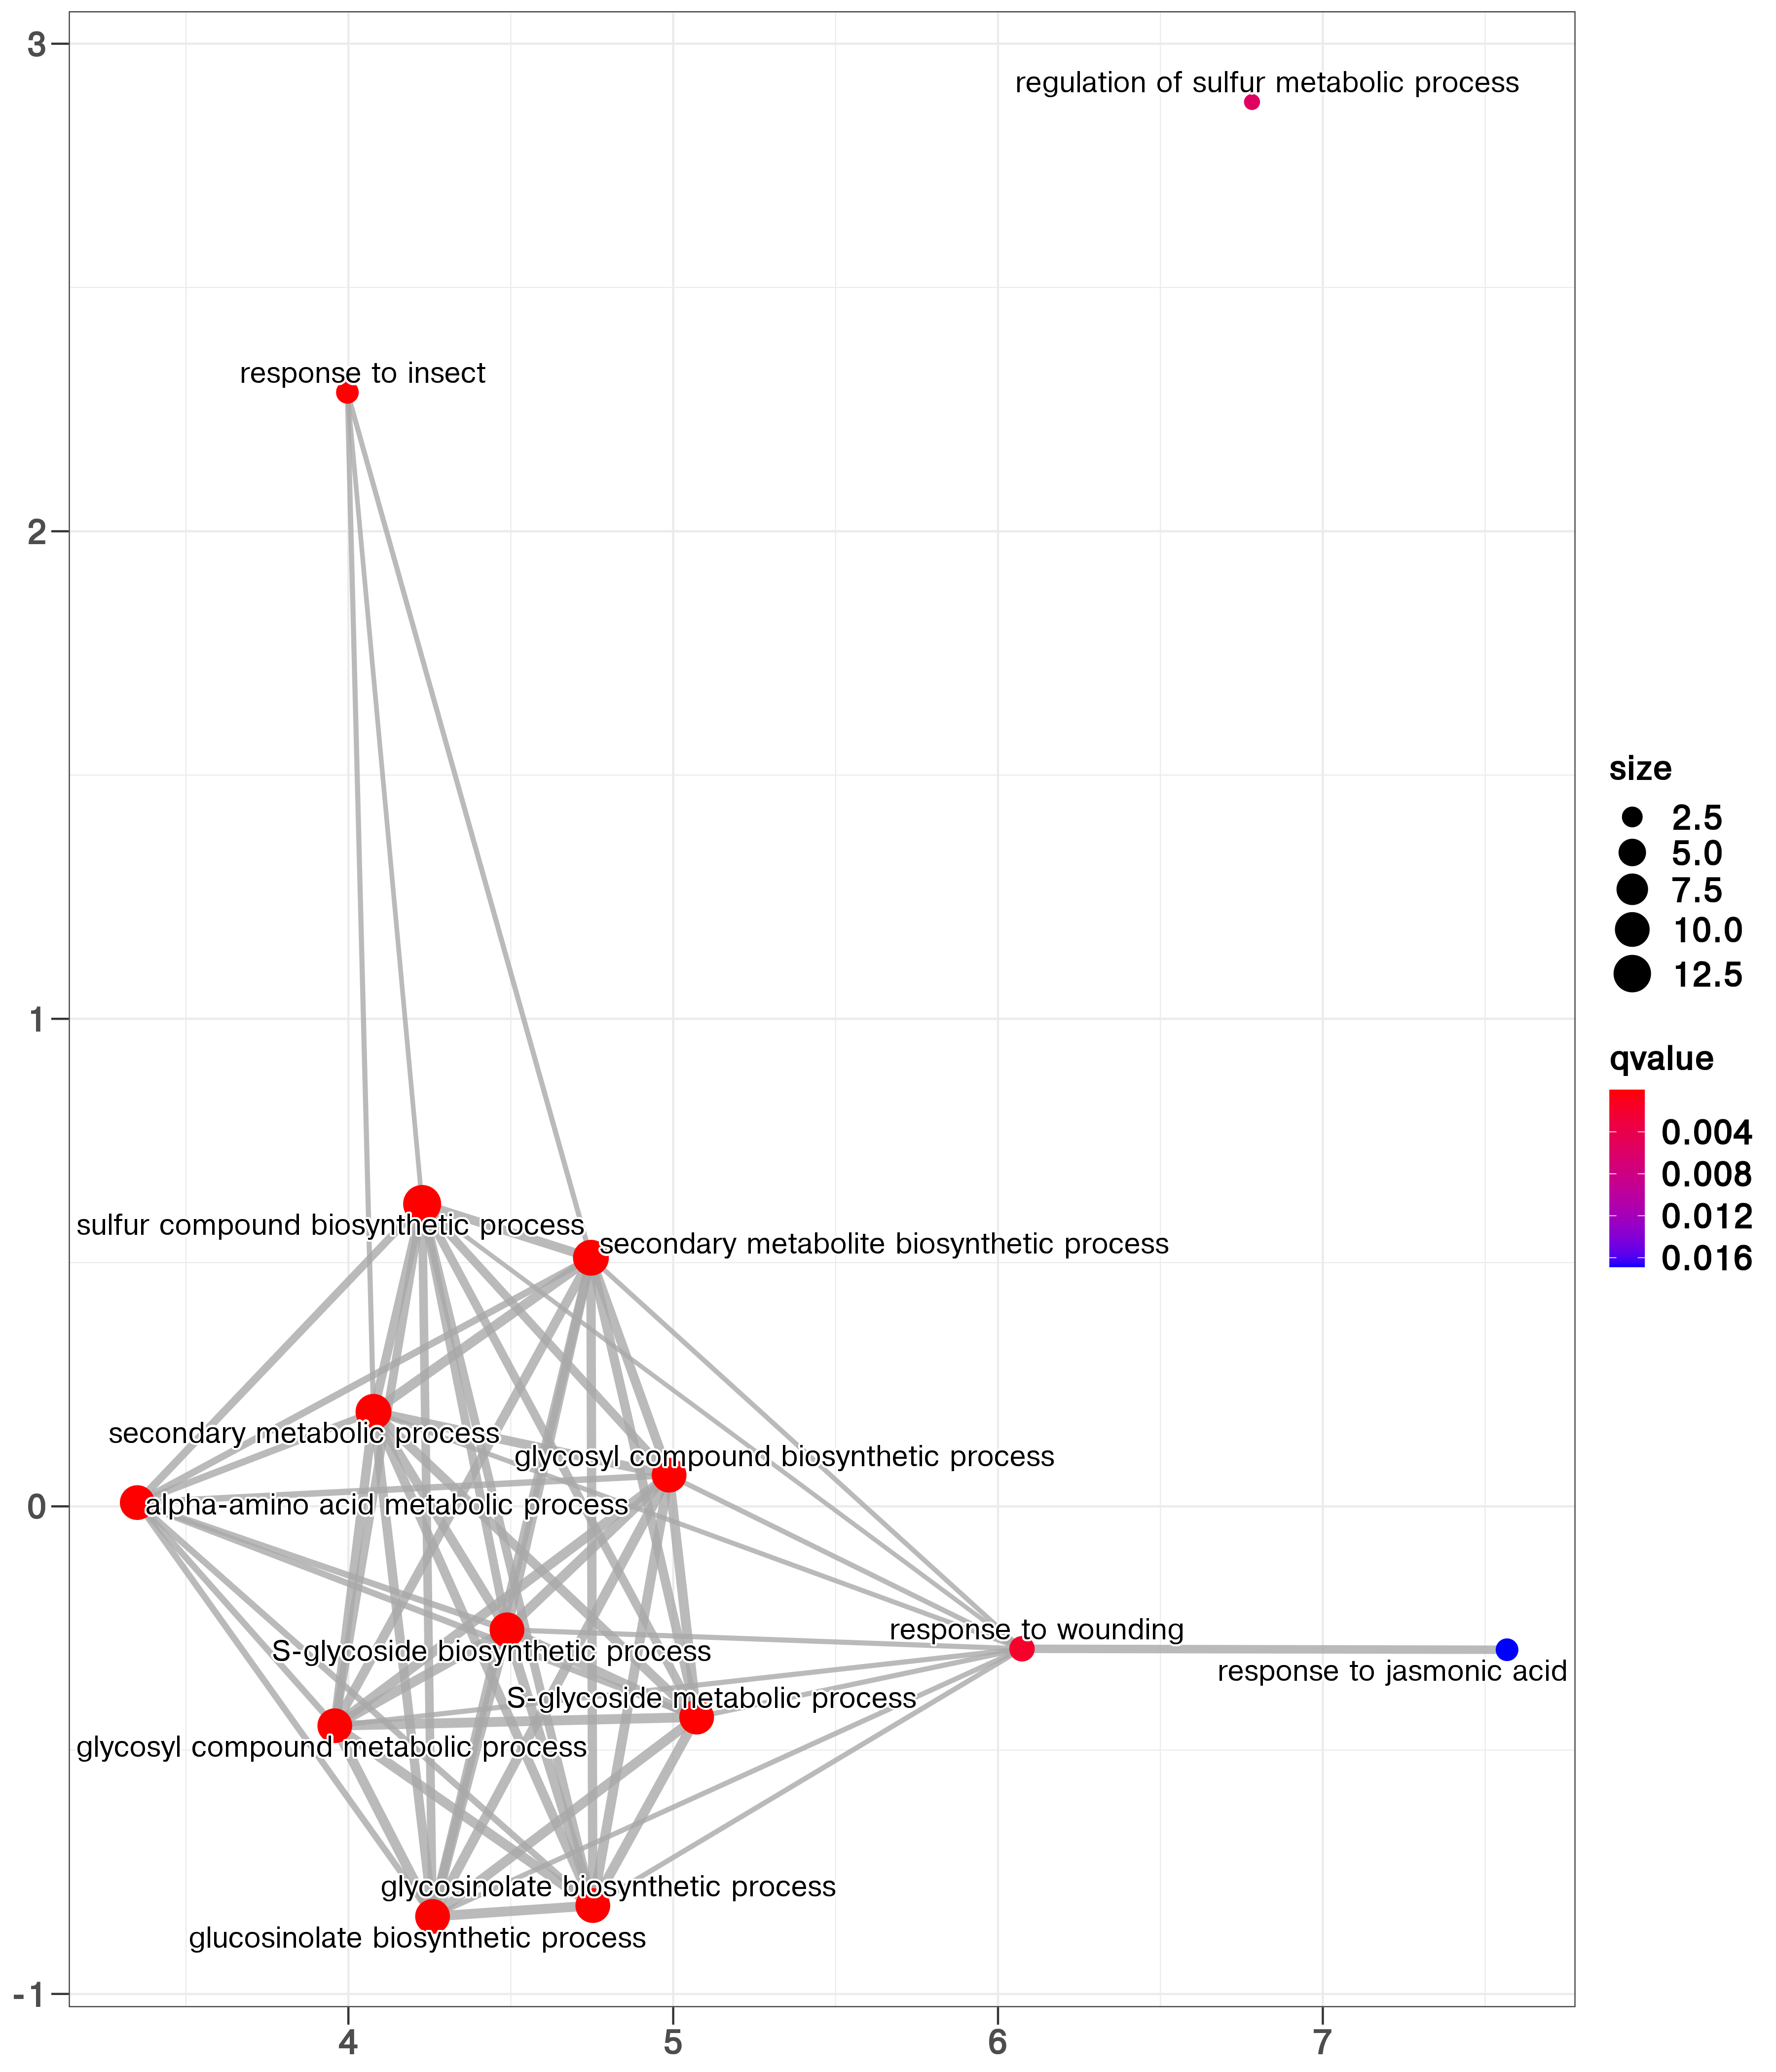 3
regulation of sulfur metabolic process
response to insect
2
size
2.5
5.0
7.5
10.0
12.5
1
qvalue
0.004
0.008
0.012
0.016
sulfur compound biosynthetic process
secondary metabolite biosynthetic process
secondary metabolic process
glycosyl compound biosynthetic process
0
alpha-amino acid metabolic process
response to wounding
S-glycoside biosynthetic process
response to jasmonic acid
S-glycoside metabolic process
glycosyl compound metabolic process
glycosinolate biosynthetic process
glucosinolate biosynthetic process
-1
4
5
6
7